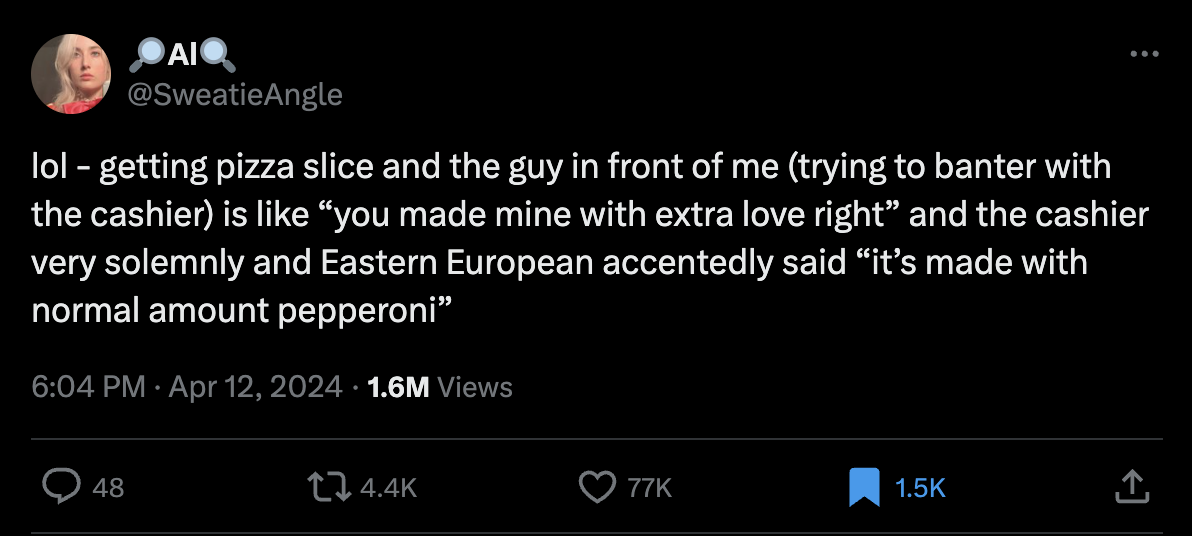 🔎Al🔍
@SweatieAngle
lol - getting pizza slice and the guy in front of me (trying to banter with
the cashier) is like “you made mine with extra love right” and the cashier
very solemnly and Eastern European accentedly said “it’s made with
normal amount pepperoni”
6:04 PM · Apr 12, 2024 · 1.6M Views
48 4.4K 77K 1.5K